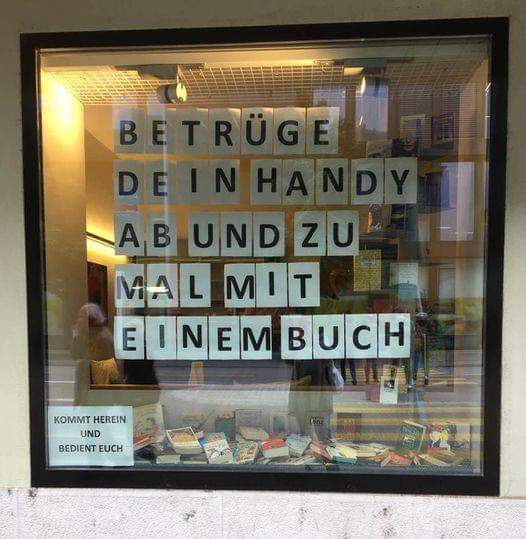 BETRÜGE
DEIN HANDY
AB UND ZU
MAL MIT
EINEM BUCH
KOMMT HEREIN
UND
BEDIENT EUCH